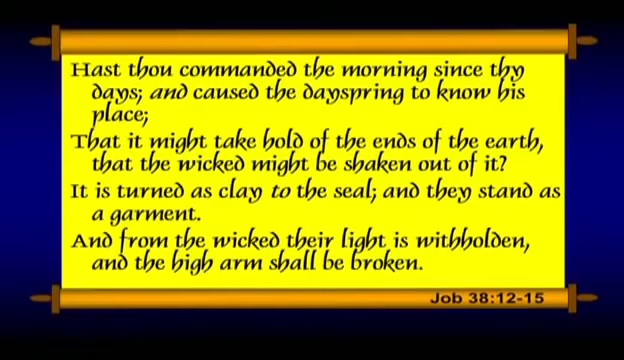 Hast thou commanded the morning since thy
days; and caused the dayspring to know his
place;
That it might take hold of the ends of the earth,
that the wicked might be shaken out of it?
It is turned as clay to the seal; and they stand as
a garment.
And from the wicked their light is withholden,
and the high arm shall be broken.
Job 38:12-15